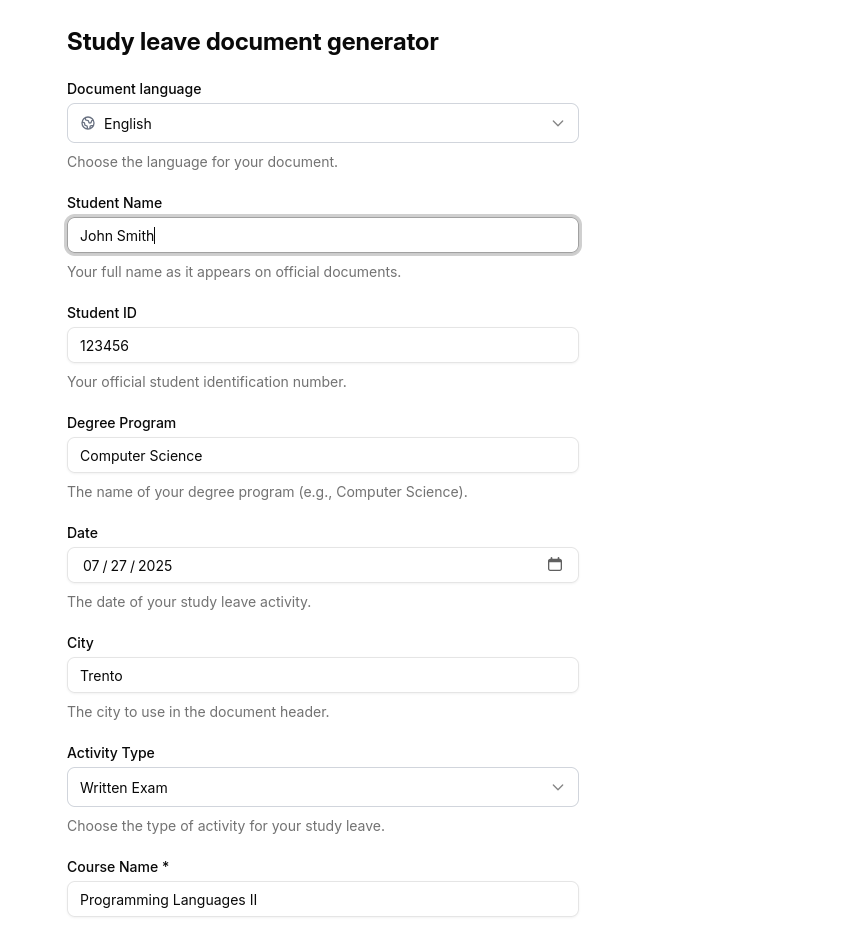 Study leave document generator
Document language
English
Choose the language for your document.
Student Name
John Smith
Your full name as it appears on official documents.
Student ID
123456
Your official student identification number.
Degree Program
Computer Science
The name of your degree program (e.g., Computer Science).
Date
07 / 27 / 2025
The date of your study leave activity.
City
Trento
The city to use in the document header.
Activity Type
Written Exam
Choose the type of activity for your study leave.
Course Name *
Programming Languages II